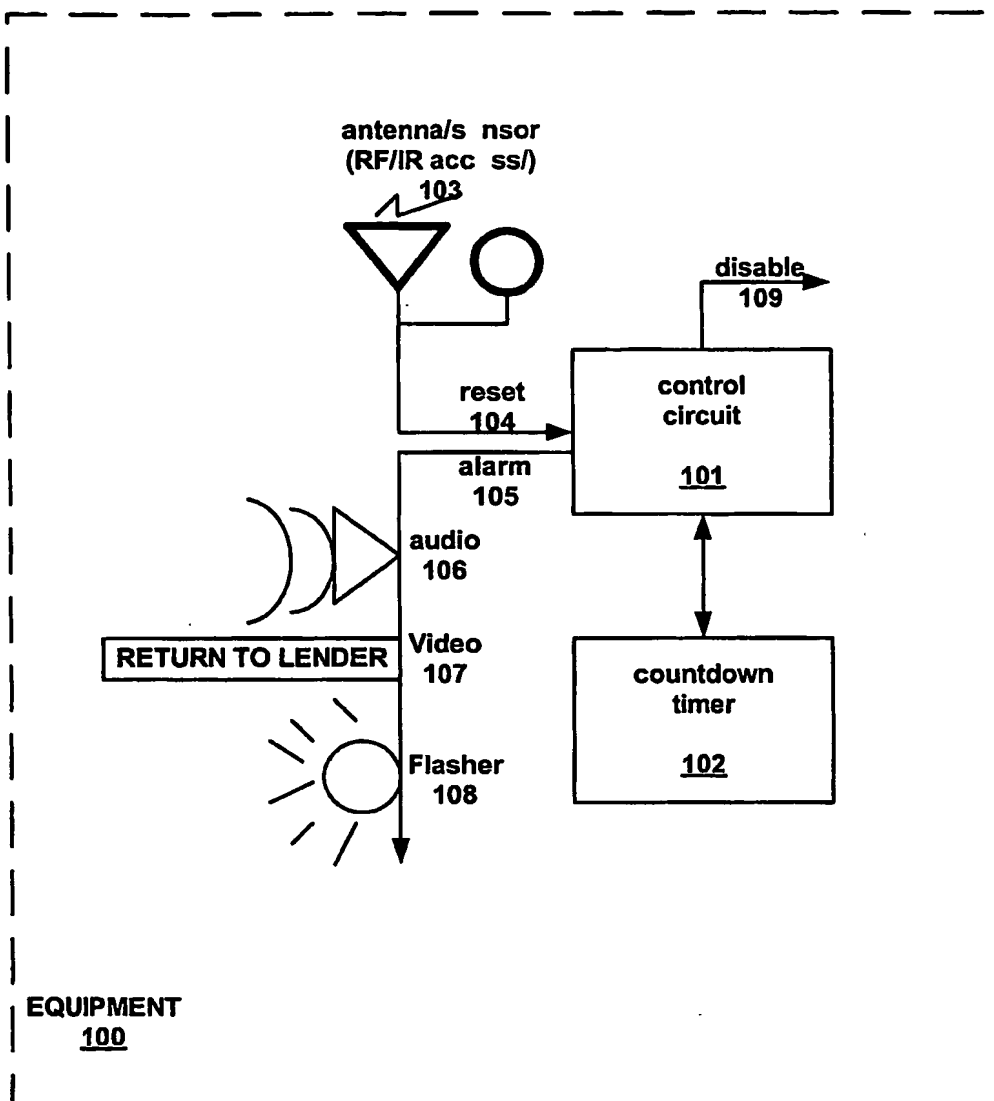 antenna/s nsor
(RF/IR acc ss/)
103
disable
109
control
circuit
101
reset
104
alarm
105
audio
106
RETURN TO LENDER
Video
107
countdown
timer
102
Flasher
108
EQUIPMENT
100